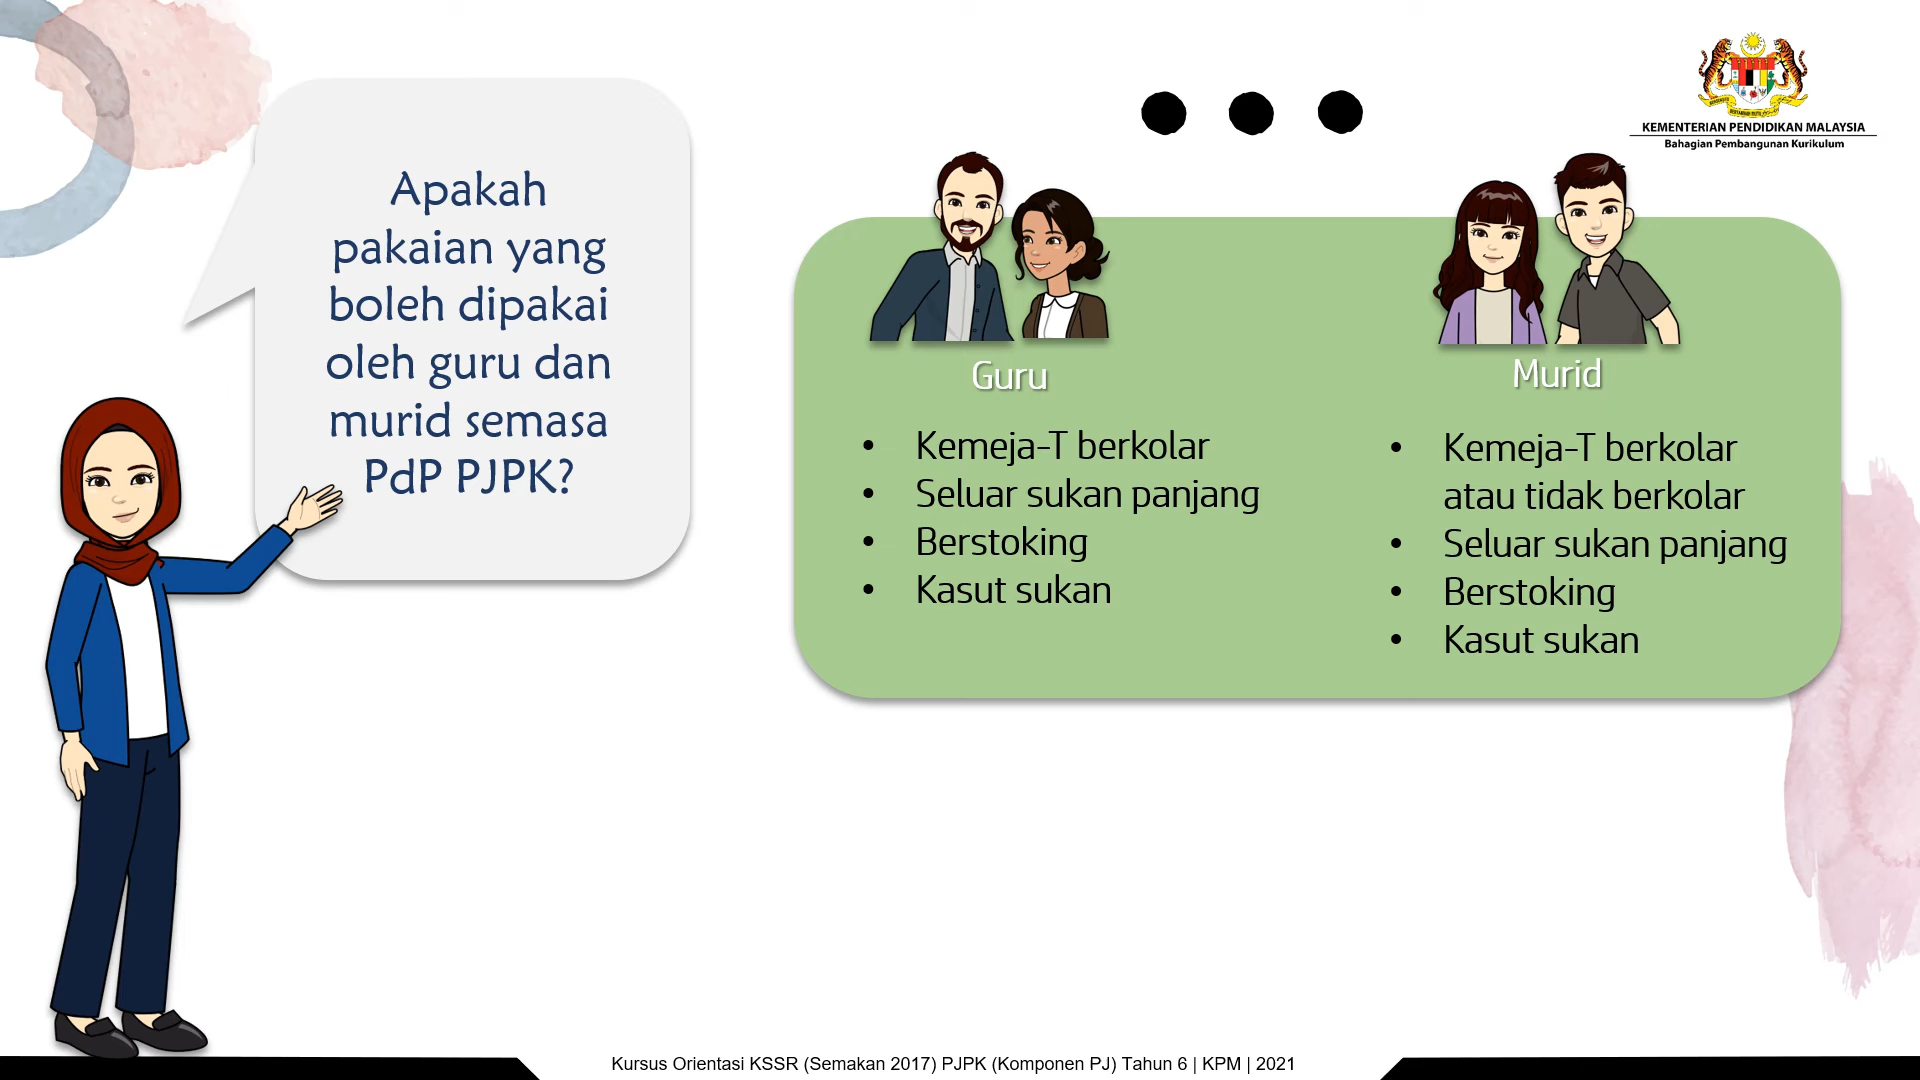 KEMENTERIAN PENDIDIKAN MALAYSIA
Bahagian Pembangunan Kurikulum
Apakah
pakaian yang
boleh dipakai
oleh guru dan
murid semasa
PdP PJPK?
Guru
• Kemeja-T berkolar
• Seluar sukan panjang
• Berstoking
• Kasut sukan
Murid
• Kemeja-T berkolar
atau tidak berkolar
• Seluar sukan panjang
• Berstoking
• Kasut sukan
Kursus Orientasi KSSR (Semakan 2017) PJPK (Komponen PJ) Tahun 6 | KPM | 2021